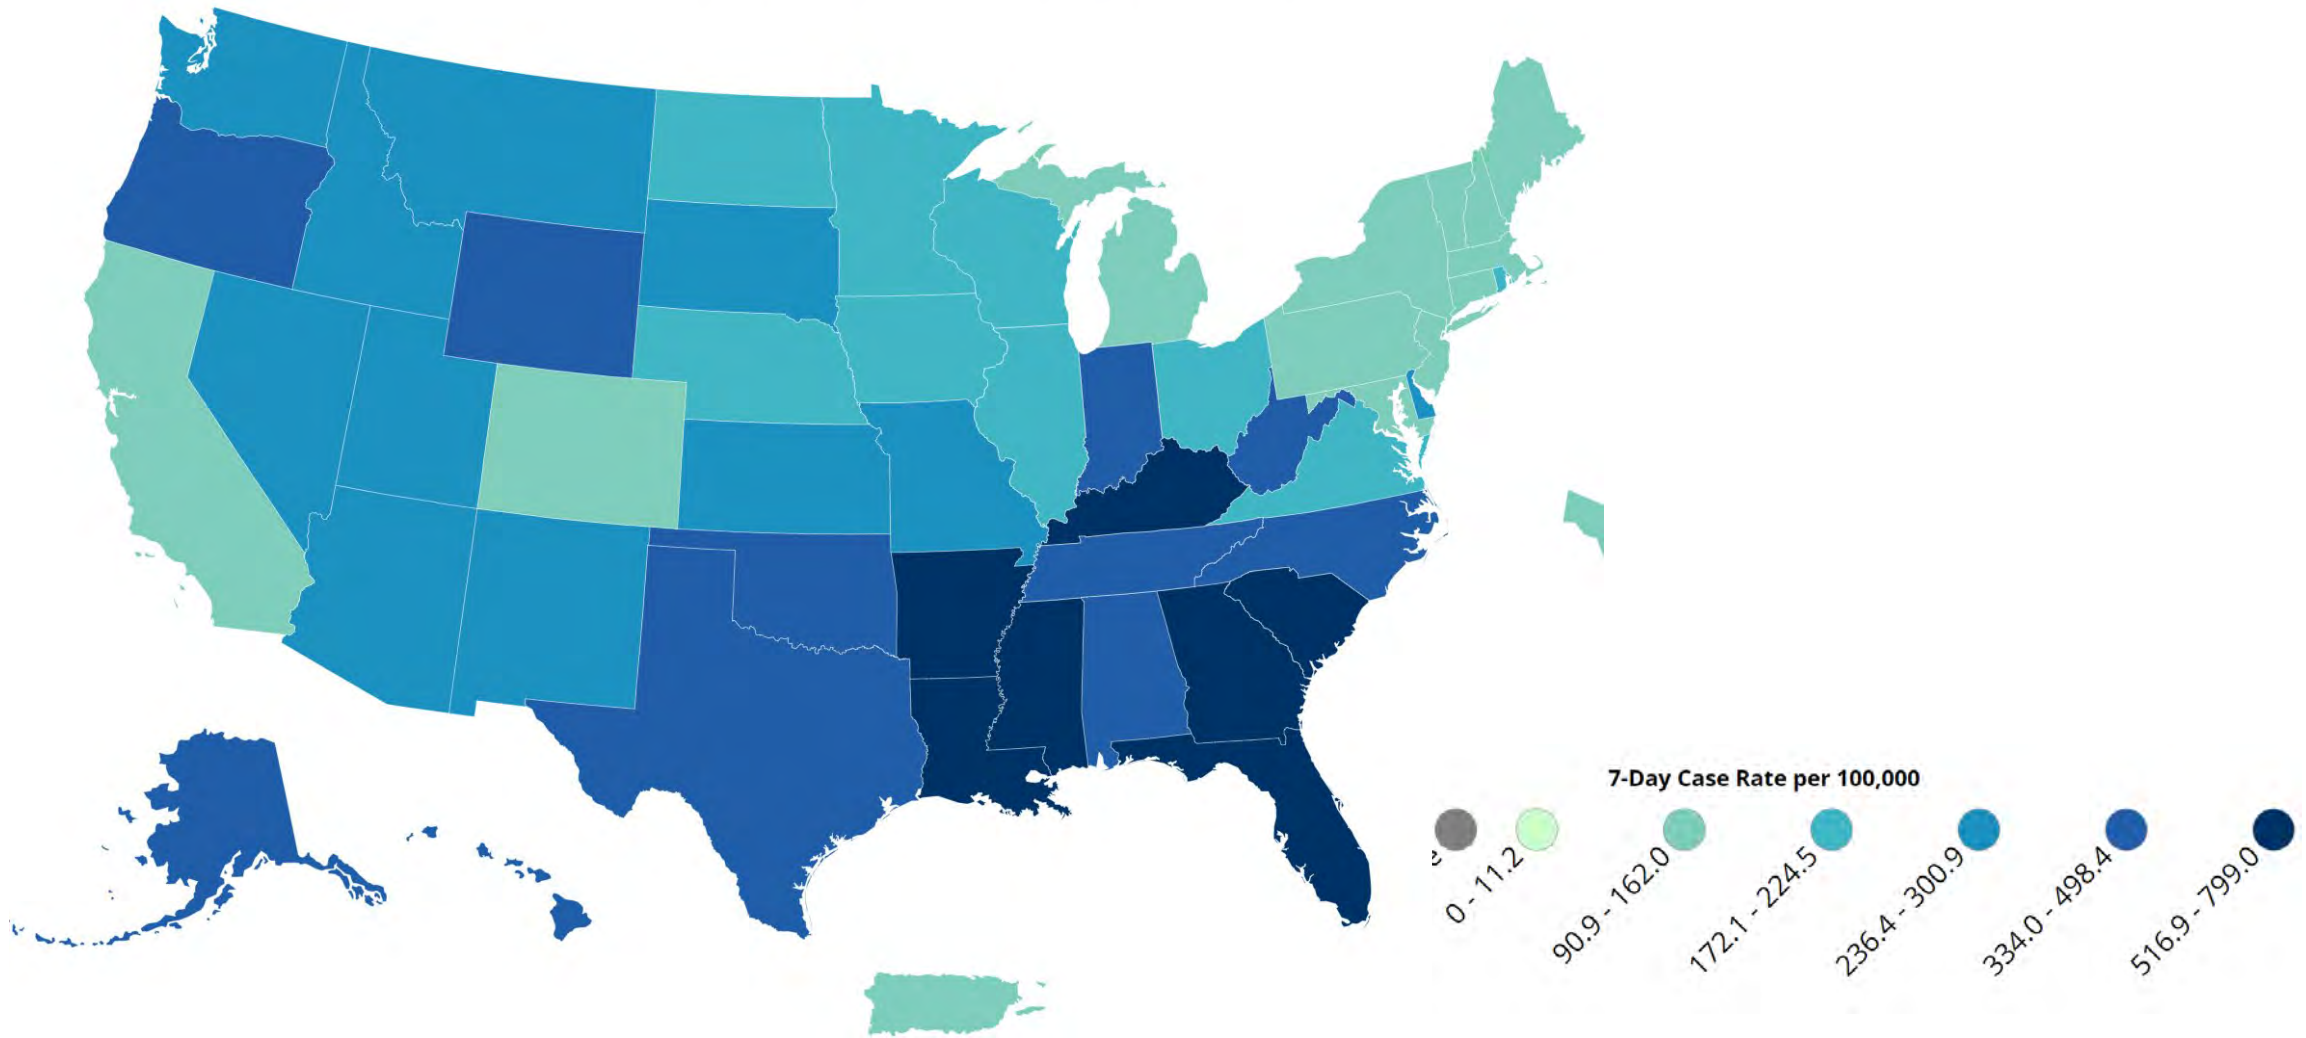 7-Day Case Rate per 100,000
0 - 11.2
90.9 - 162.0
172.1 - 224.5
236.4 - 300.9
334.0 - 498.4
516.9 - 799.0